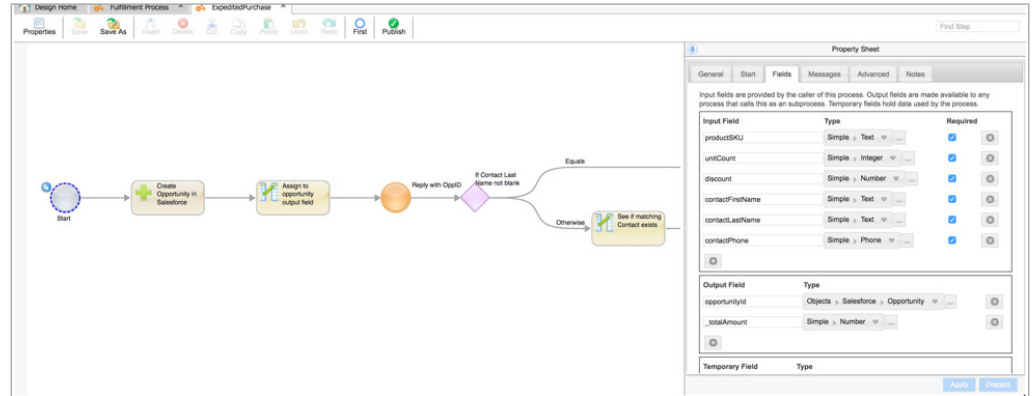 Design Home Fulfillment Process ExpeditedPurchase
Properties Save Save As Insert Delete Cut Copy Paste Undo Redo First Publish
Find Step
Property Sheet
General Start Fields Messages Advanced Notes
Input fields are provided by the caller of this process. Output fields are made available to any
process that calls this as an subprocess. Temporary fields hold data used by the process.
Input Field Type Required
productSKU Simple > Text ...
unitCount Simple > Integer ...
discount Simple > Number ...
contactFirstName Simple > Text ...
contactLastName Simple > Text ...
contactPhone Simple > Phone ...
Output Field Type
opportunityId Objects > Salesforce > Opportunity ...
_totalAmount Simple > Number ...
Temporary Field Type
Apply Discard
Start
Create
Opportunity in
Salesforce
Assign to
opportunity
output field
Reply with OppID
If Contact Last
Name not blank
Equals
Otherwise
See if matching
Contact exists